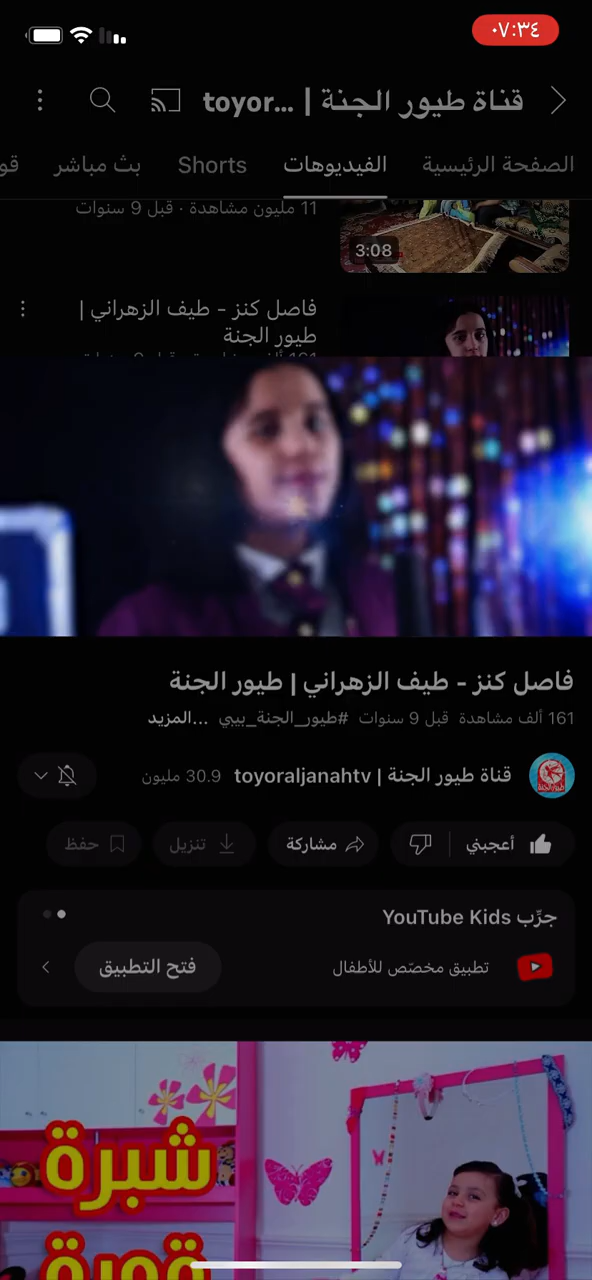 ٠٧:٣٤
قناة طيور الجنة | toyor...
الصفحة الرئيسية
الفيديوهات
Shorts
بث مباشر
قو
11 مليون مشاهدة · قبل 9 سنوات
3:08
فاصل كنز - طيف الزهراني |
طيور الجنة
فاصل كنز - طيف الزهراني | طيور الجنة
161 ألف مشاهدة قبل 9 سنوات #طيور_الجنة_بيبي ...المزيد
قناة طيور الجنة | toyoraljanahtv 30.9 مليون
أعجبني
مشاركة
تنزيل
حفظ
جرِّب YouTube Kids
تطبيق مخصّص للأطفال
فتح التطبيق
شبرة
قمرة